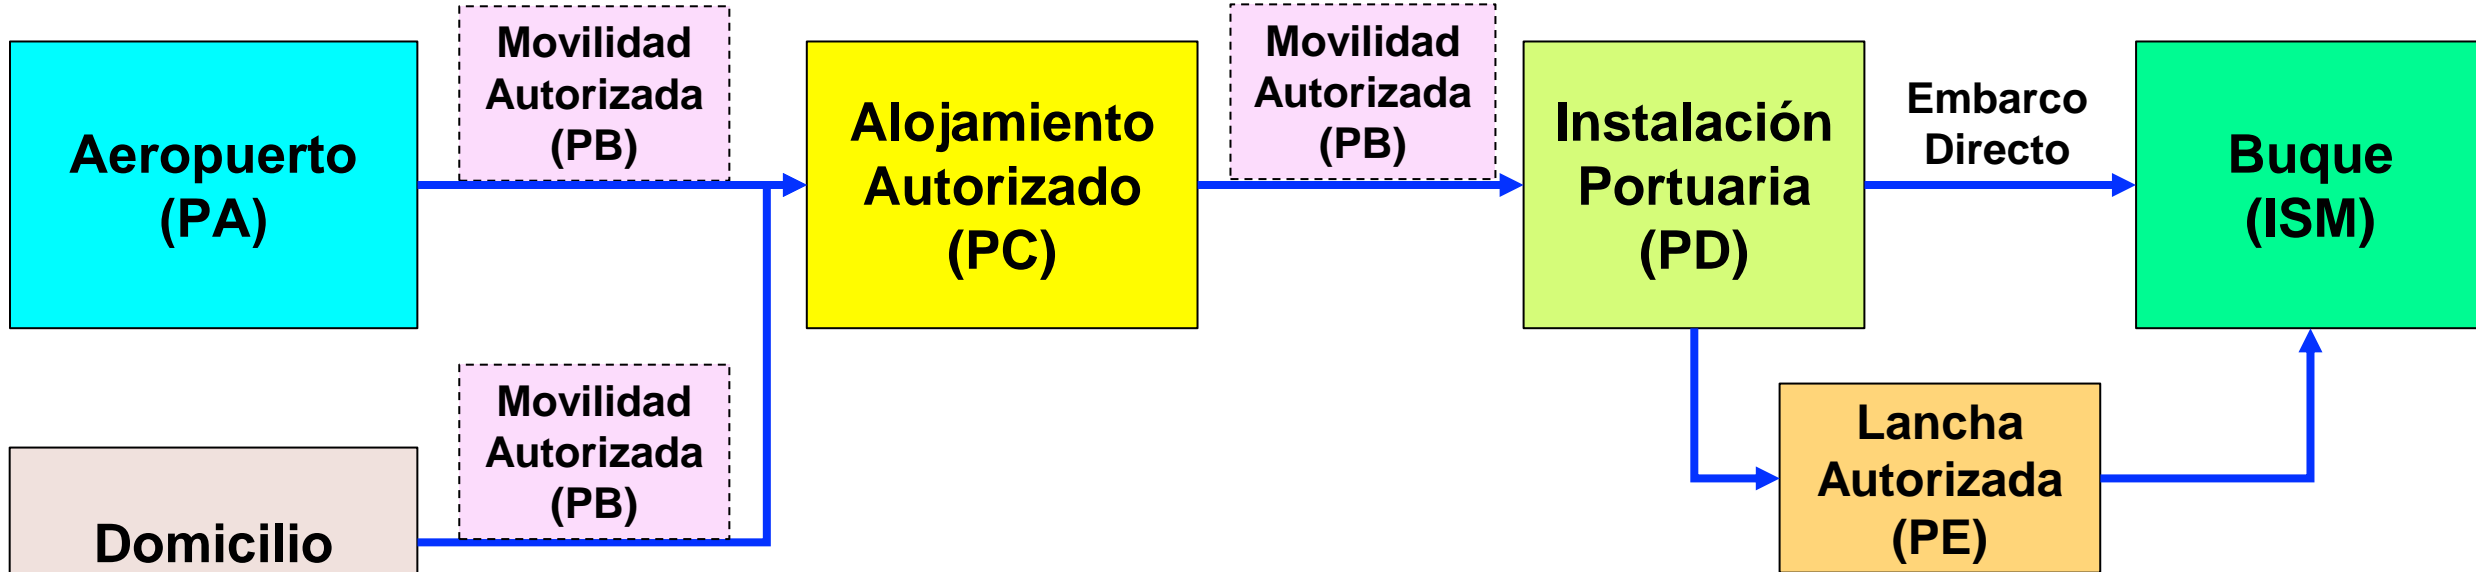 Aeropuerto
(PA)
Movilidad
Autorizada
(PB)
Alojamiento
Autorizado
(PC)
Movilidad
Autorizada
(PB)
Instalación
Portuaria
(PD)
Embarco
Directo
Buque
(ISM)
Domicilio
Movilidad
Autorizada
(PB)
Lancha
Autorizada
(PE)